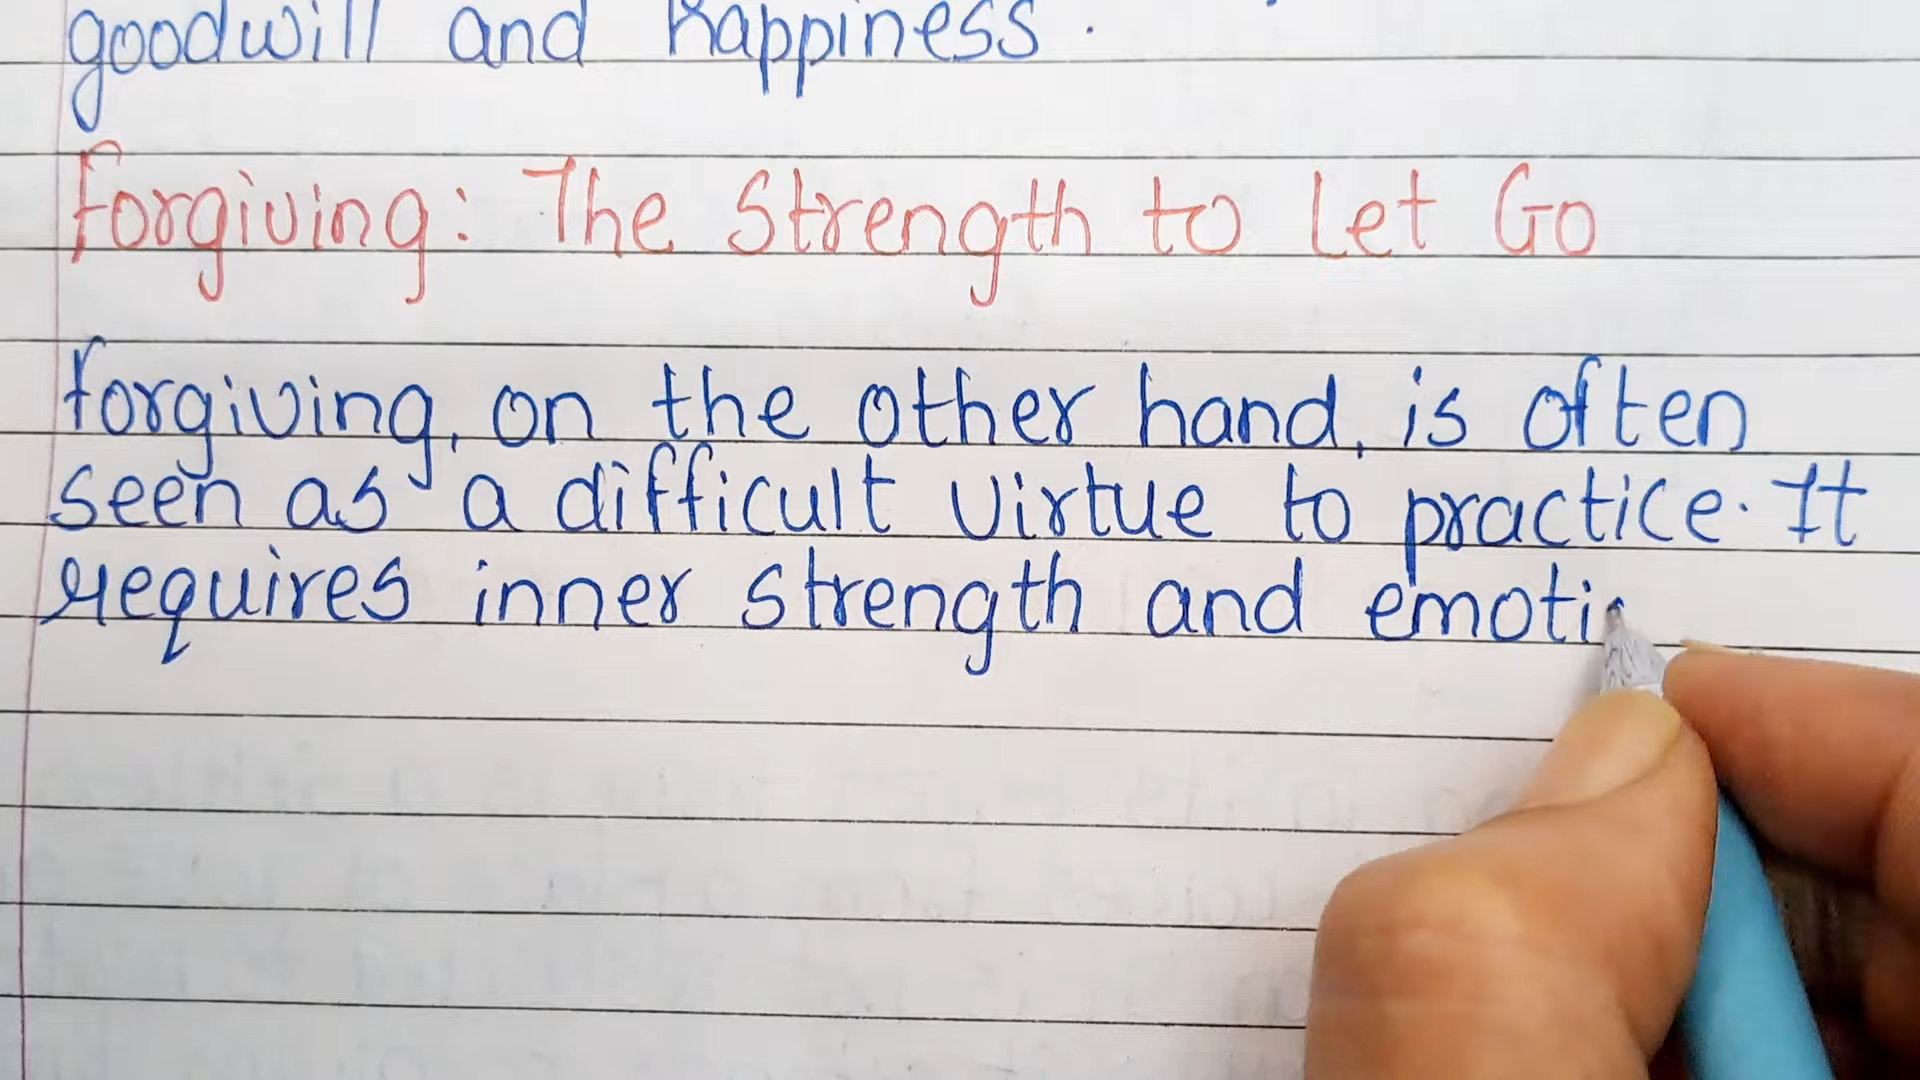 goodwill and happiness.
Forgiving: The Strength to Let Go
Forgiving, on the other hand, is often
seen as a difficult virtue to practice. It
requires inner strength and emoti